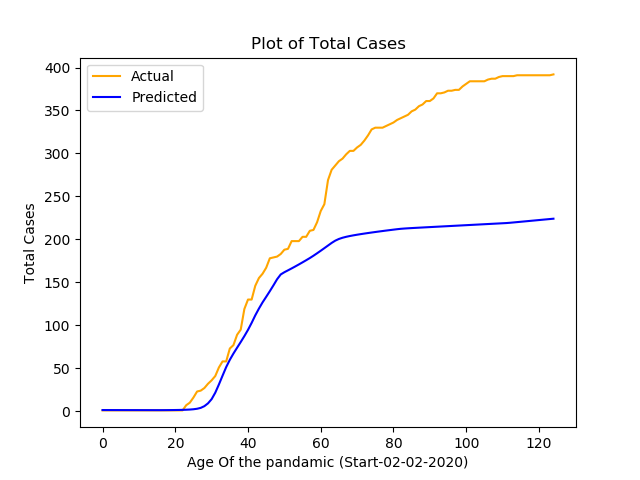 Plot of Total Cases
Actual
Predicted
400
350
300
250
200
150
100
50
0
Total Cases
0 20 40 60 80 100 120
Age Of the pandamic (Start-02-02-2020)